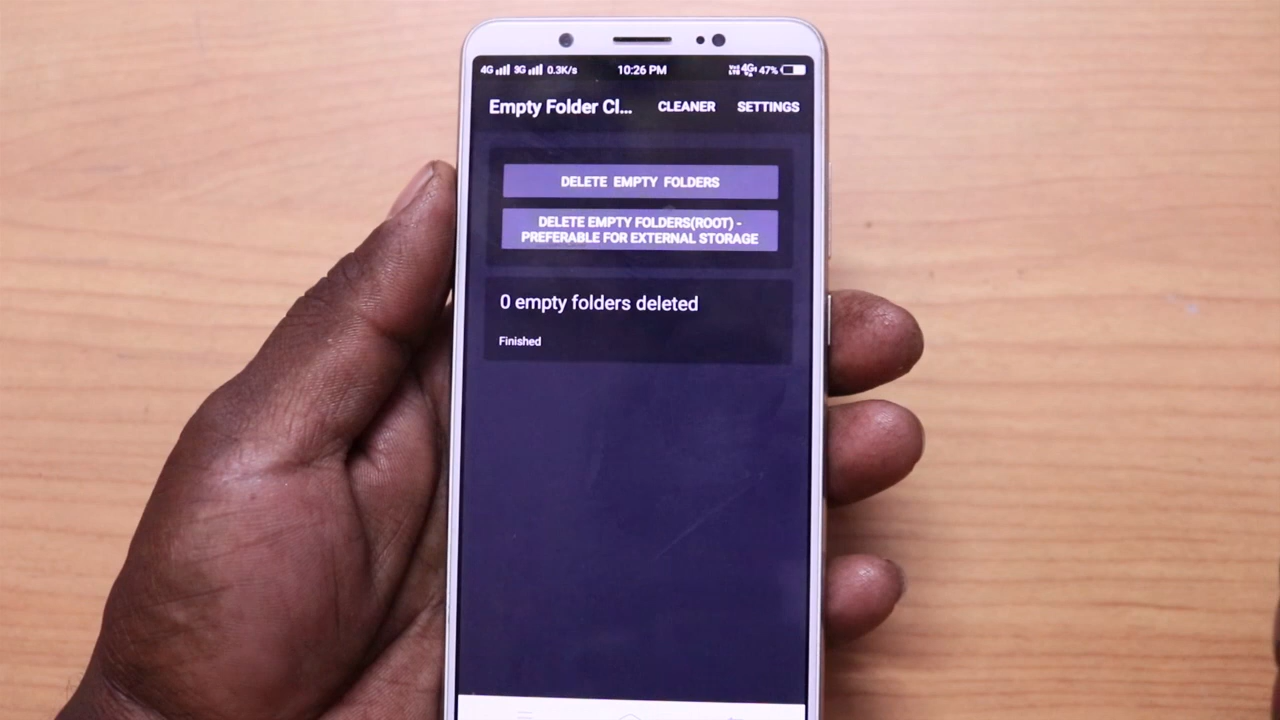 4G 3G 0.3K/s 10:26 PM 4G+ 47%
Empty Folder Cl... CLEANER SETTINGS
DELETE EMPTY FOLDERS
DELETE EMPTY FOLDERS(ROOT) -
PREFERABLE FOR EXTERNAL STORAGE
0 empty folders deleted
Finished